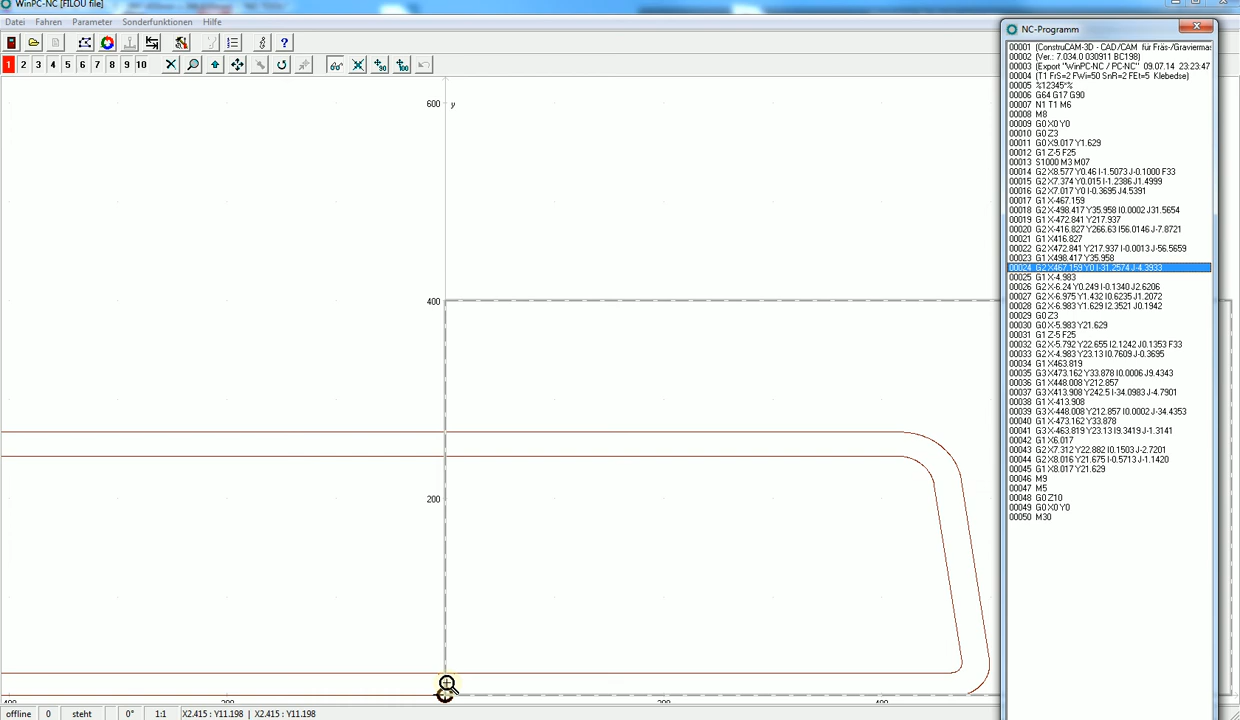 WinPC-NC [FILOU file]
Datei Fahren Parameter Sonderfunktionen Hilfe
1 2 3 4 5 6 7 8 9 10
NC-Programm
00001 (ConstruCAM-3D - CAD/CAM für Fräs-/Graviermas
00002 (Ver.: 7.034.0 030911 BC198)
00003 (Export "WinPC-NC / PC-NC" 09.07.14 23:23:47
00004 (T1 FrS=2 FWi=50 SnR=2 FEt=5 Klebedse)
00005 %12345*%
00006 G64 G17 G90
00007 N1 T1 M6
00008 M8
00009 G0 X0 Y0
00010 G0 Z3
00011 G0 X9.017 Y1.629
00012 G1 Z-5 F25
00013 S1000 M3 M07
00014 G2 X8.577 Y0.46 I-1.5073 J-0.1000 F33
00015 G2 X7.374 Y0.015 I-1.2386 J1.4999
00016 G2 X7.017 Y0 I-0.3695 J4.5391
00017 G1 X-467.159
00018 G2 X-498.417 Y35.958 I0.0002 J31.5654
00019 G1 X-472.841 Y217.937
00020 G2 X-416.827 Y266.63 I56.0146 J-7.8721
00021 G1 X416.827
00022 G2 X472.841 Y217.937 I-0.0013 J-56.5659
00023 G1 X498.417 Y35.958
00024 G2 X467.159 Y0 I-31.2574 J-4.3933
00025 G1 X-4.983
00026 G2 X-6.24 Y0.249 I-0.1340 J2.6206
00027 G2 X-6.975 Y1.432 I0.6235 J1.2072
00028 G2 X-6.983 Y1.629 I2.3521 J0.1942
00029 G0 Z3
00030 G0 X-5.983 Y21.629
00031 G1 Z-5 F25
00032 G2 X-5.792 Y22.655 I2.1242 J0.1353 F33
00033 G2 X-4.983 Y23.13 I0.7609 J-0.3695
00034 G1 X463.819
00035 G3 X473.162 Y33.878 I0.0006 J9.4343
00036 G1 X448.008 Y212.857
00037 G3 X413.908 Y242.5 I-34.0983 J-4.7901
00038 G1 X-413.908
00039 G3 X-448.008 Y212.857 I0.0002 J-34.4353
00040 G1 X-473.162 Y33.878
00041 G3 X-463.819 Y23.13 I9.3419 J-1.3141
00042 G1 X6.017
00043 G2 X7.312 Y22.882 I0.1503 J-2.7201
00044 G2 X8.016 Y21.675 I-0.5713 J-1.1420
00045 G1 X8.017 Y21.629
00046 M9
00047 M5
00048 G0 Z10
00049 G0 X0 Y0
00050 M30
600 y
400
200
offline 0 steht 0° 1:1 X2.415 : Y11.198 | X2.415 : Y11.198